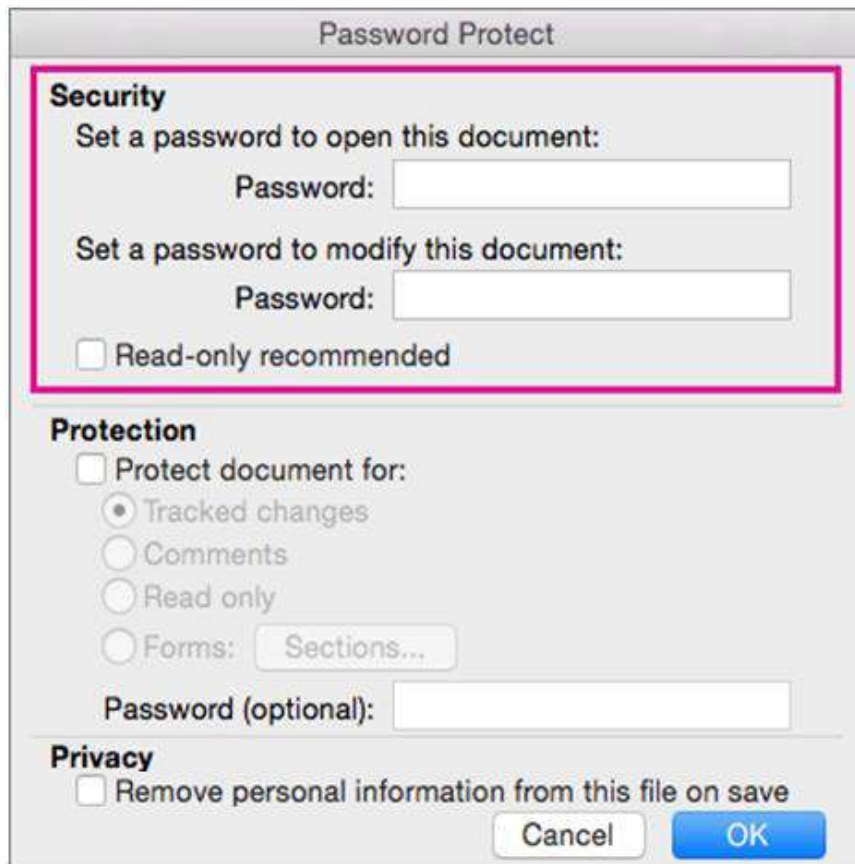 Password Protect
Security
Set a password to open this document:
Password:
Set a password to modify this document:
Password:
Read-only recommended
Protection
Protect document for:
Tracked changes
Comments
Read only
Forms: Sections...
Password (optional):
Privacy
Remove personal information from this file on save
Cancel OK